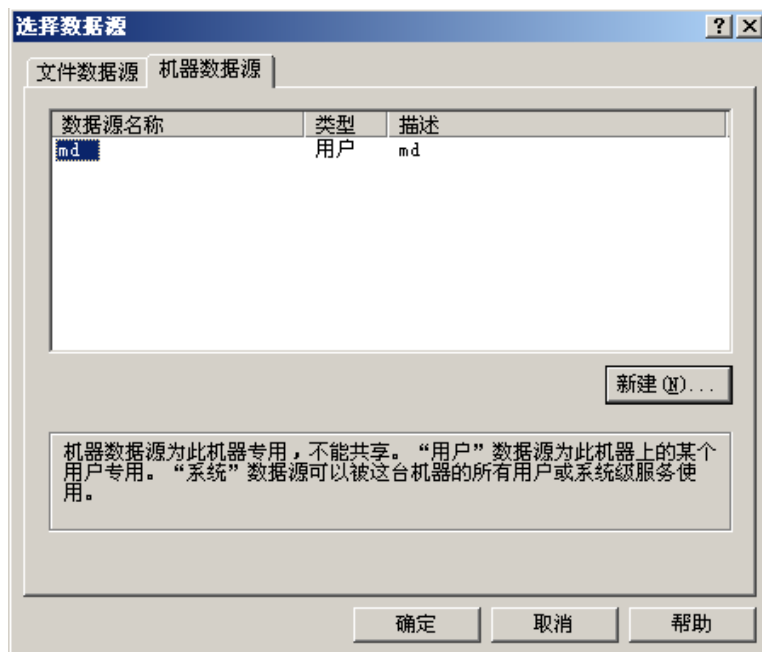 选择数据源
文件数据源 机器数据源
数据源名称 类型 描述
md 用户 md
新建(N)...
机器数据源为此机器专用，不能共享。“用户”数据源为此机器上的某个
用户专用。“系统”数据源可以被这台机器的所有用户或系统级服务使
用。
确定 取消 帮助